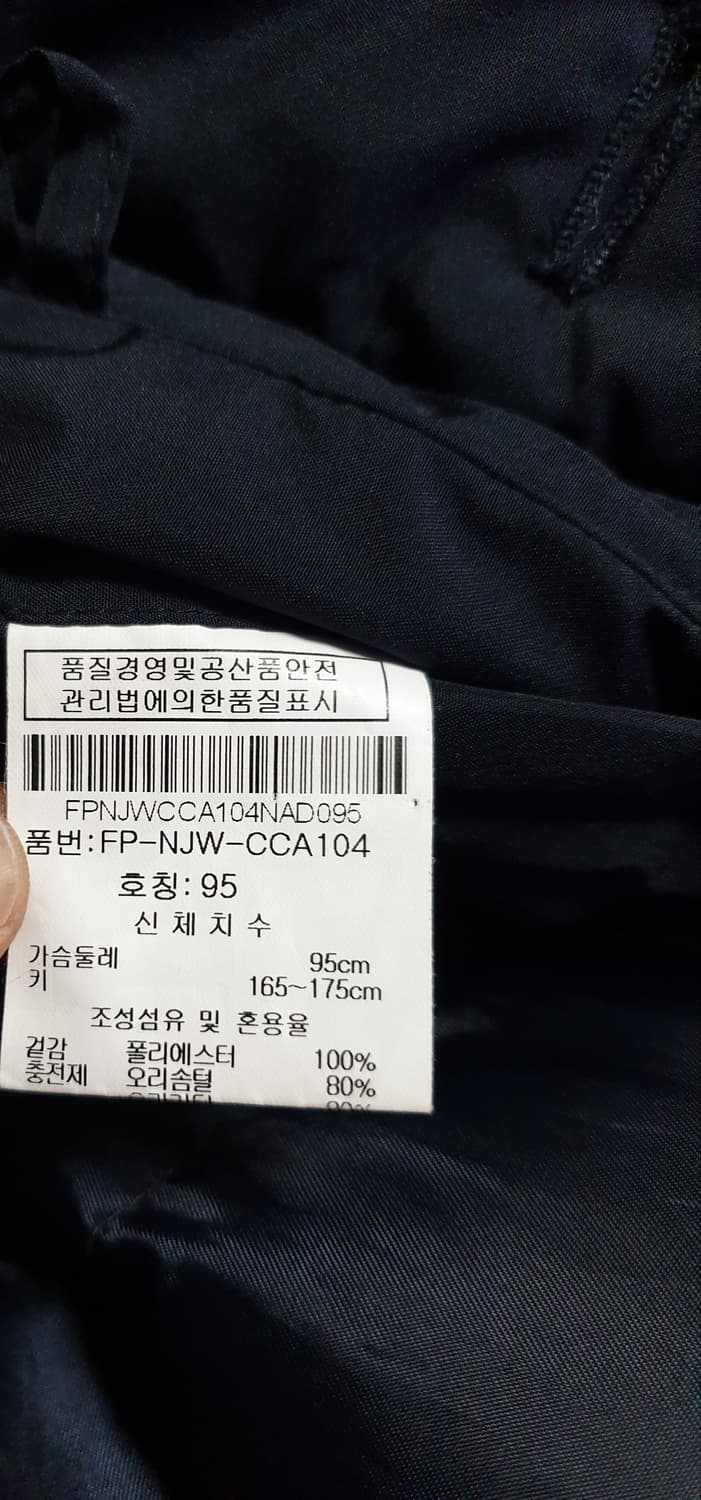 품질경영및공산품안전
관리법에의한품질표시
FPNJWCCA104NAD095
품번:FP-NJW-CCA104
호칭:95
신 체 치 수
가슴둘레 95cm
키 165~175cm
조성섬유 및 혼용율
겉감 폴리에스터 100%
충전제 오리솜털 80%